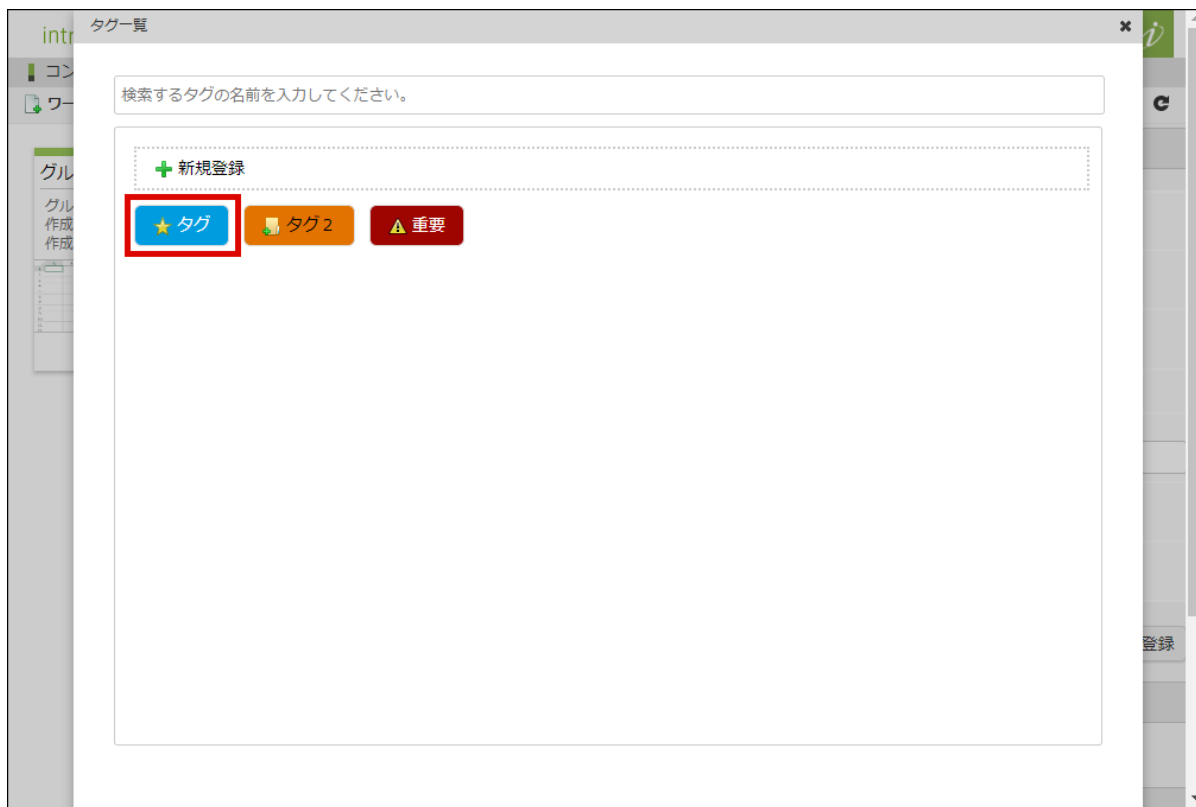 タグ一覧
intr
コン
ワー
検索するタグの名前を入力してください。
新規登録
タグ
タグ2
重要
グル
グル
作成
作成
登録